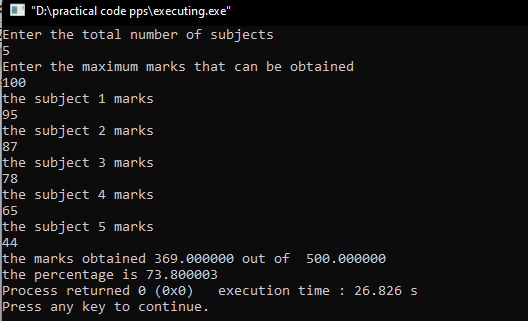 "D:\practical code pps\executing.exe"
Enter the total number of subjects
5
Enter the maximum marks that can be obtained
100
the subject 1 marks
95
the subject 2 marks
87
the subject 3 marks
78
the subject 4 marks
65
the subject 5 marks
44
the marks obtained 369.000000 out of  500.000000
the percentage is 73.800003
Process returned 0 (0x0)   execution time : 26.826 s
Press any key to continue.